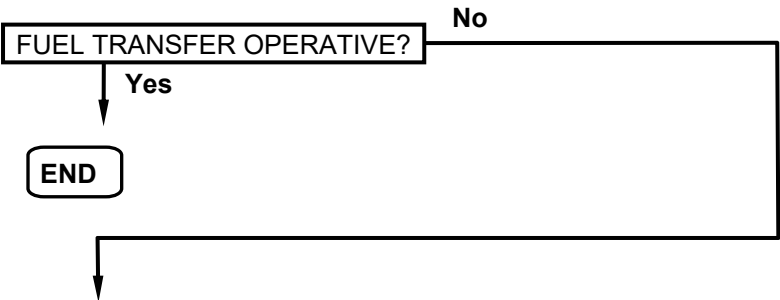 No
FUEL TRANSFER OPERATIVE?
Yes
END